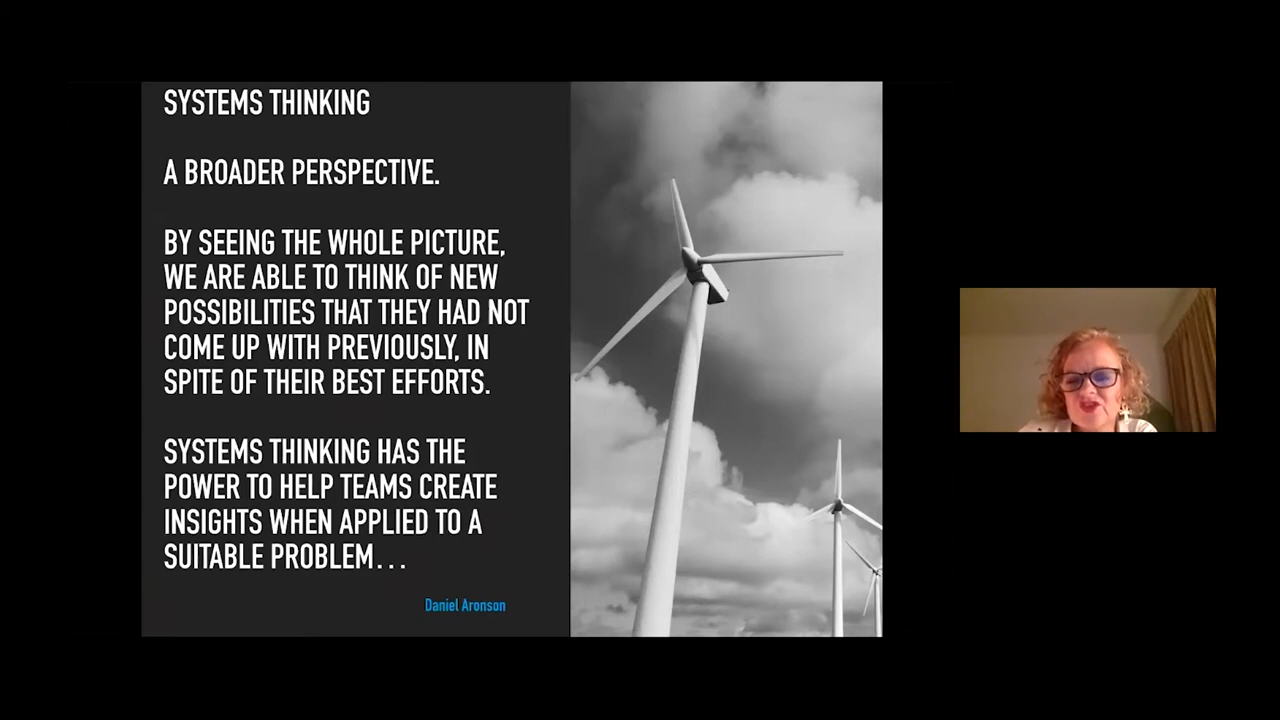 SYSTEMS THINKING
A BROADER PERSPECTIVE.
BY SEEING THE WHOLE PICTURE,
WE ARE ABLE TO THINK OF NEW
POSSIBILITIES THAT THEY HAD NOT
COME UP WITH PREVIOUSLY, IN
SPITE OF THEIR BEST EFFORTS.
SYSTEMS THINKING HAS THE
POWER TO HELP TEAMS CREATE
INSIGHTS WHEN APPLIED TO A
SUITABLE PROBLEM...
Daniel Aronson